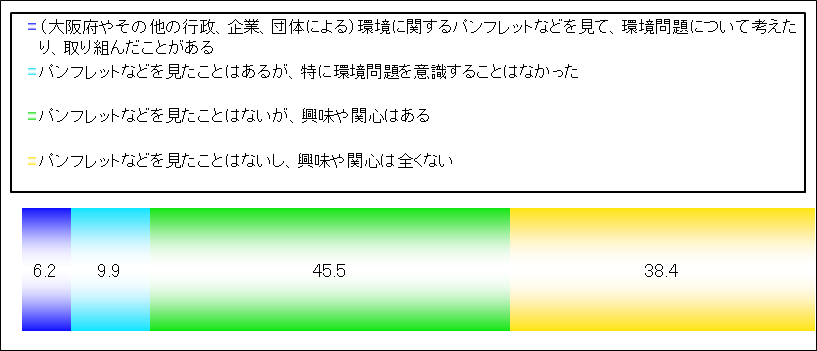 =（大阪府やその他の行政、企業、団体による）環境に関するパンフレットなどを見て、環境問題について考えた
り、取り組んだことがある
=パンフレットなどを見たことはあるが、特に環境問題を意識することはなかった
=パンフレットなどを見たことはないが、興味や関心はある
=パンフレットなどを見たことはないし、興味や関心は全くない
6.2 9.9 45.5 38.4